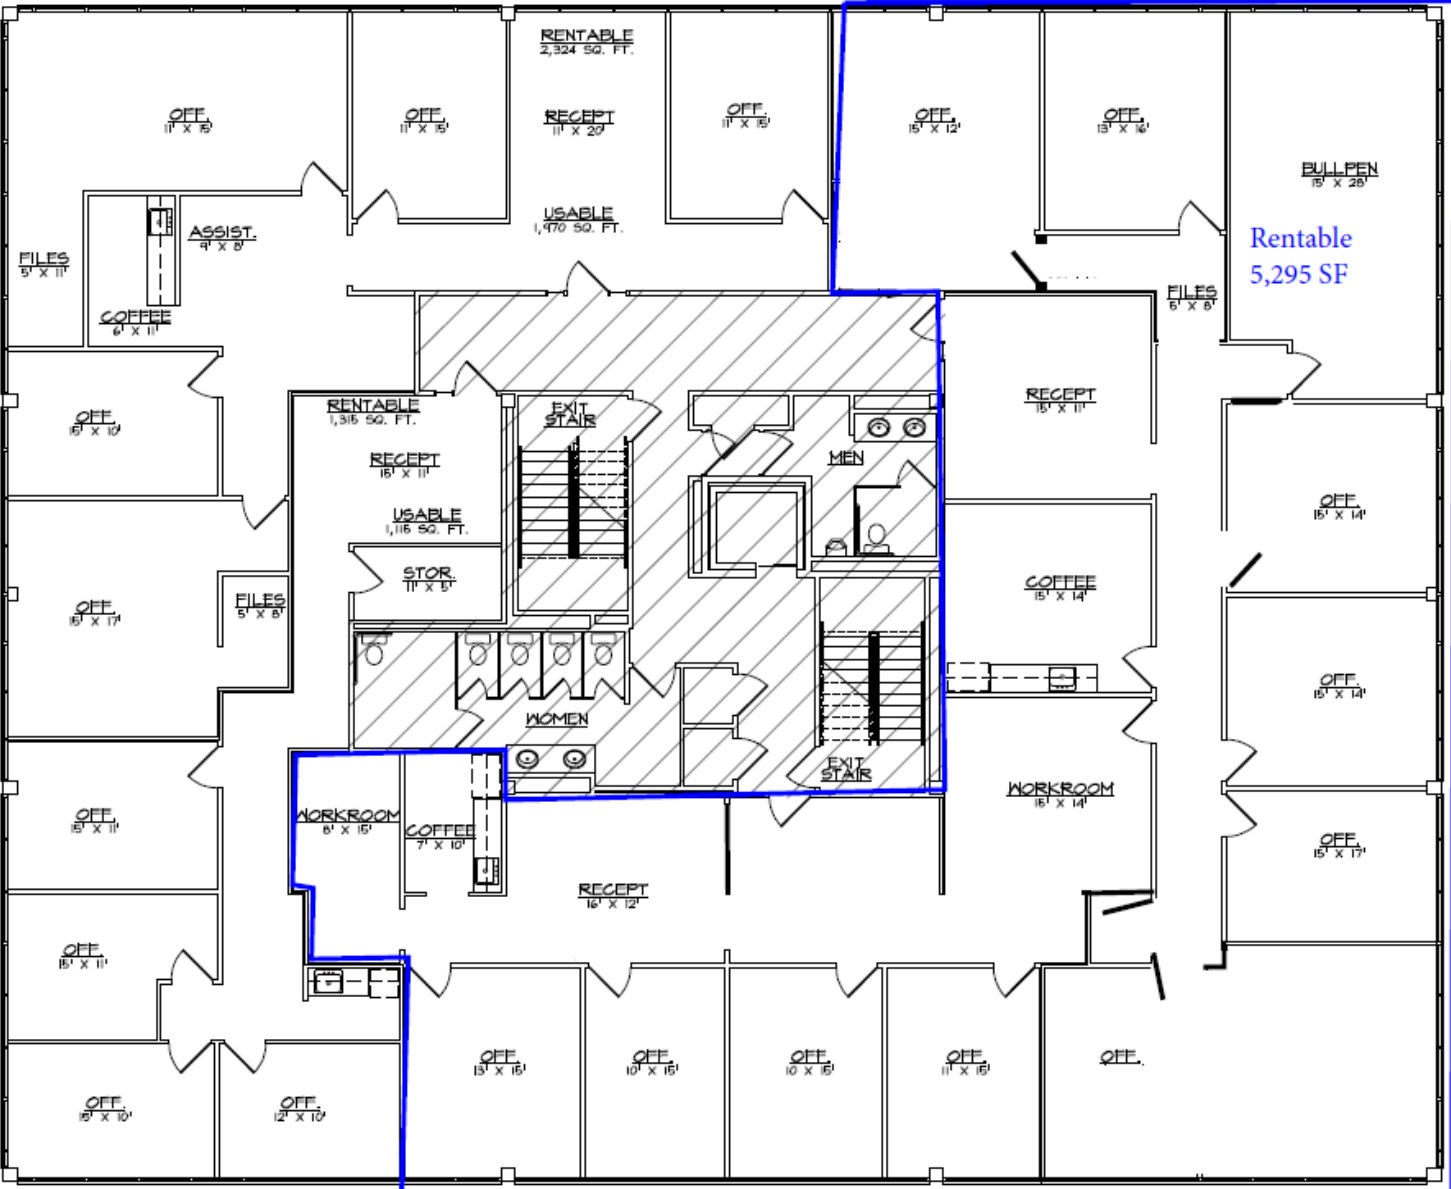 RENTABLE
2,324 SQ. FT.
OFF.
11' X 15'
OFF.
11' X 15'
RECEPT
11' X 20'
OFF.
11' X 15'
OFF.
15' X 12'
OFF.
13' X 16'
BULLPEN
15' X 28'
USABLE
1,970 SQ. FT.
ASSIST.
9' X 8'
FILES
5' X 11'
COFFEE
6' X 11'
Rentable
5,295 SF
FILES
5' X 8'
OFF.
15' X 10'
RENTABLE
1,315 SQ. FT.
RECEPT
15' X 11'
USABLE
1,115 SQ. FT.
STOR.
11' X 5'
EXIT
STAIR
MEN
RECEPT
15' X 11'
OFF.
15' X 14'
OFF.
15' X 17'
FILES
5' X 8'
COFFEE
15' X 14'
OFF.
15' X 14'
WOMEN
EXIT
STAIR
WORKROOM
15' X 14'
OFF.
15' X 11'
WORKROOM
8' X 15'
COFFEE
7' X 10'
RECEPT
16' X 12'
OFF.
15' X 17'
OFF.
15' X 11'
OFF.
15' X 10'
OFF.
12' X 10'
OFF.
13' X 15'
OFF.
10' X 15'
OFF.
10 X 15'
OFF.
11' X 15'
OFF.